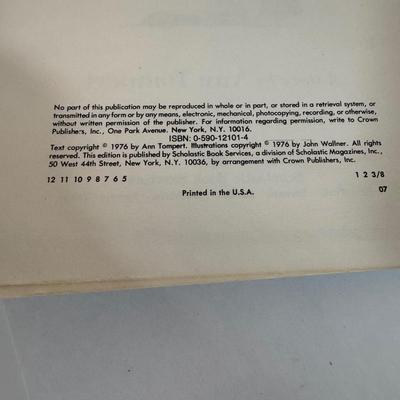 No part of this publication may be reproduced in whole or in part, or stored in a retrieval system, or
transmitted in any form or by any means, electronic, mechanical, photocopying, recording, or otherwise,
without written permission of the publisher. For information regarding permission, write to Crown
Publishers, Inc., One Park Avenue. New York, N.Y. 10016.
ISBN: 0-590-12101-4
Text copyright © 1976 by Ann Tompert. Illustrations copyright © 1976 by John Wallner. All rights
reserved. This edition is published by Scholastic Book Services, a division of Scholastic Magazines, Inc.,
50 West 44th Street, New York, N.Y. 10036, by arrangement with Crown Publishers, Inc.
12 11 10 9 8 7 6 5 1 2 3/8
Printed in the U.S.A. 07